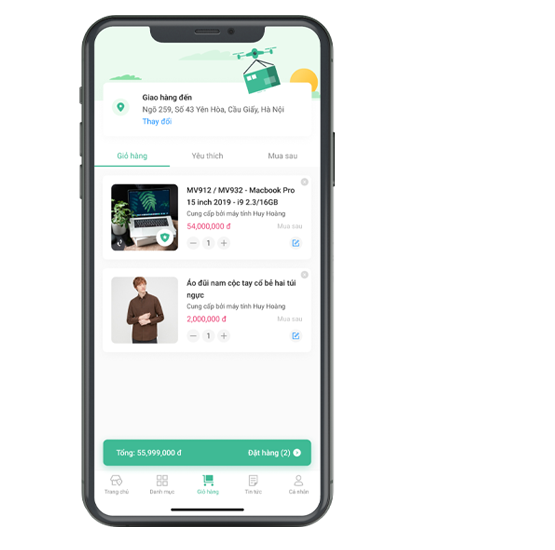 Giao hàng đến
Ngõ 259, Số 43 Yên Hòa, Cầu Giấy, Hà Nội
Thay đổi
Giỏ hàng
Yêu thích
Mua sau
MV912 / MV932 - Macbook Pro
15 inch 2019 - i9 2.3/16GB
Cung cấp bởi máy tính Huy Hoàng
54,000,000 đ
Mua sau
1
Áo đũi nam cộc tay cổ bẻ hai túi
ngực
Cung cấp bởi máy tính Huy Hoàng
2,000,000 đ
Mua sau
1
Tổng: 55,999,000 đ
Đặt hàng (2)
Trang chủ
Danh mục
Giỏ hàng
Tin tức
Cá nhân